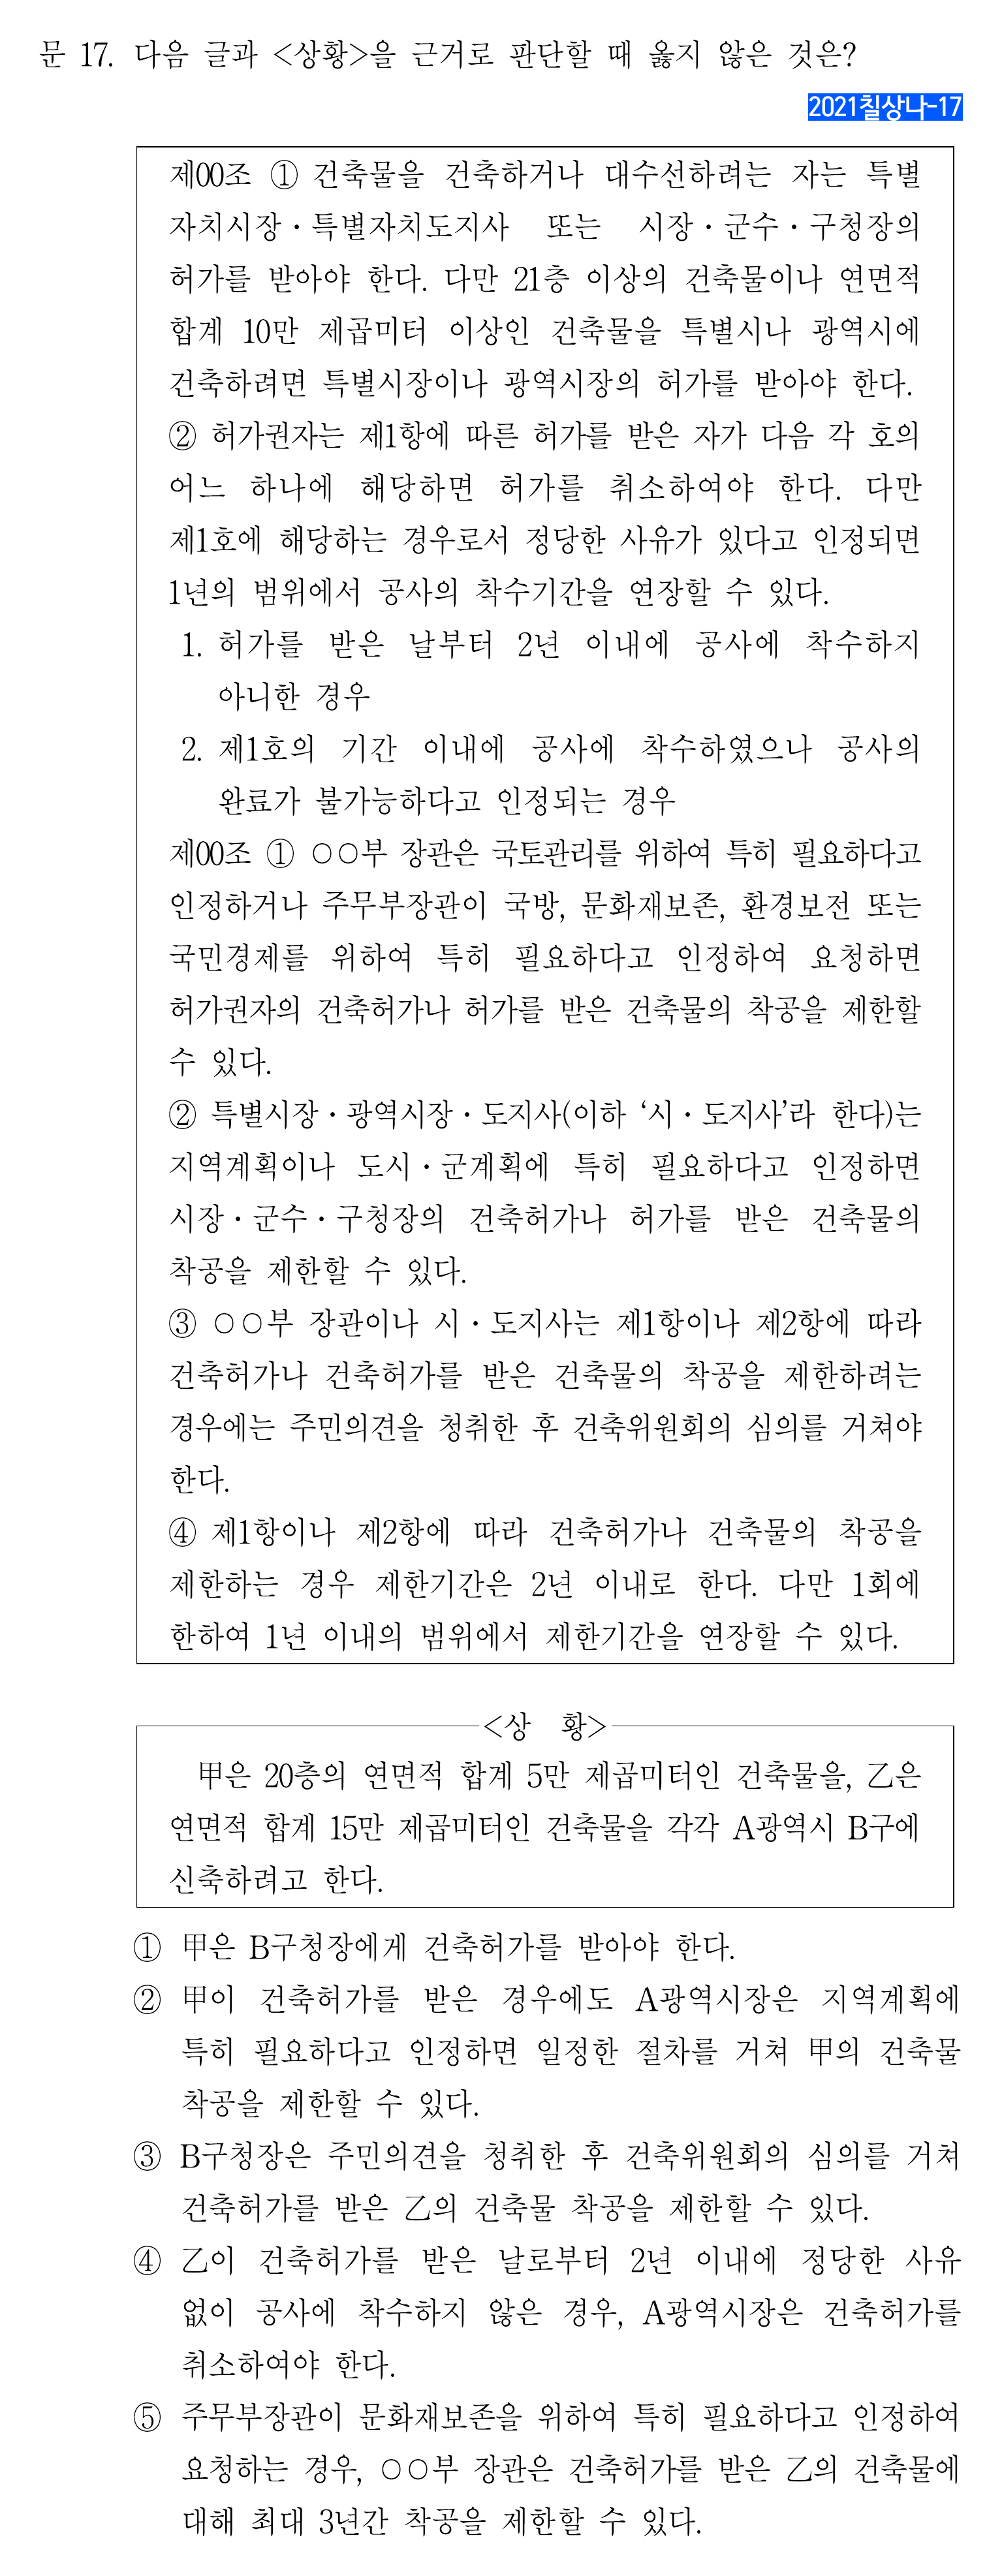 문 17. 다음 글과 <상황>을 근거로 판단할 때 옳지 않은 것은?
2021칠상나-17
제00조 ① 건축물을 건축하거나 대수선하려는 자는 특별
자치시장・특별자치도지사 또는 시장・군수・구청장의
허가를 받아야 한다. 다만 21층 이상의 건축물이나 연면적
합계 10만 제곱미터 이상인 건축물을 특별시나 광역시에
건축하려면 특별시장이나 광역시장의 허가를 받아야 한다.
② 허가권자는 제1항에 따른 허가를 받은 자가 다음 각 호의
어느 하나에 해당하면 허가를 취소하여야 한다. 다만
제1호에 해당하는 경우로서 정당한 사유가 있다고 인정되면
1년의 범위에서 공사의 착수기간을 연장할 수 있다.
1. 허가를 받은 날부터 2년 이내에 공사에 착수하지
아니한 경우
2. 제1호의 기간 이내에 공사에 착수하였으나 공사의
완료가 불가능하다고 인정되는 경우
제00조 ① ○○부 장관은 국토관리를 위하여 특히 필요하다고
인정하거나 주무부장관이 국방, 문화재보존, 환경보전 또는
국민경제를 위하여 특히 필요하다고 인정하여 요청하면
허가권자의 건축허가나 허가를 받은 건축물의 착공을 제한할
수 있다.
② 특별시장・광역시장・도지사(이하 ‘시・도지사’라 한다)는
지역계획이나 도시・군계획에 특히 필요하다고 인정하면
시장・군수・구청장의 건축허가나 허가를 받은 건축물의
착공을 제한할 수 있다.
③ ○○부 장관이나 시・도지사는 제1항이나 제2항에 따라
건축허가나 건축허가를 받은 건축물의 착공을 제한하려는
경우에는 주민의견을 청취한 후 건축위원회의 심의를 거쳐야
한다.
④ 제1항이나 제2항에 따라 건축허가나 건축물의 착공을
제한하는 경우 제한기간은 2년 이내로 한다. 다만 1회에
한하여 1년 이내의 범위에서 제한기간을 연장할 수 있다.
<상 황>
甲은 20층의 연면적 합계 5만 제곱미터인 건축물을, 乙은
연면적 합계 15만 제곱미터인 건축물을 각각 A광역시 B구에
신축하려고 한다.
① 甲은 B구청장에게 건축허가를 받아야 한다.
② 甲이 건축허가를 받은 경우에도 A광역시장은 지역계획에
특히 필요하다고 인정하면 일정한 절차를 거쳐 甲의 건축물
착공을 제한할 수 있다.
③ B구청장은 주민의견을 청취한 후 건축위원회의 심의를 거쳐
건축허가를 받은 乙의 건축물 착공을 제한할 수 있다.
④ 乙이 건축허가를 받은 날로부터 2년 이내에 정당한 사유
없이 공사에 착수하지 않은 경우, A광역시장은 건축허가를
취소하여야 한다.
⑤ 주무부장관이 문화재보존을 위하여 특히 필요하다고 인정하여
요청하는 경우, ○○부 장관은 건축허가를 받은 乙의 건축물에
대해 최대 3년간 착공을 제한할 수 있다.